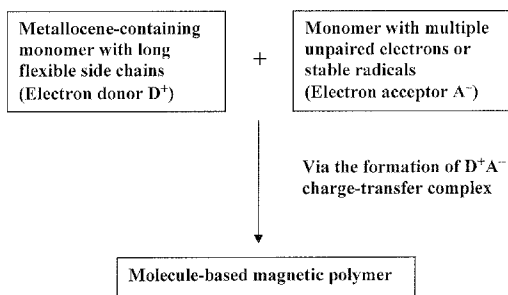 Metallocene-containing
monomer with long
flexible side chains
(Electron donor D⁺)
+
Monomer with multiple
unpaired electrons or
stable radicals
(Electron acceptor A⁻)
Via the formation of D⁺A⁻
charge-transfer complex
Molecule-based magnetic polymer